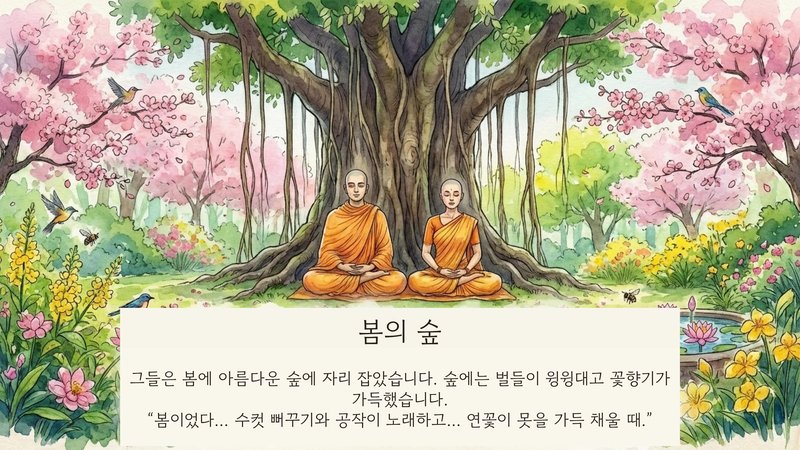 봄의 숲
그들은 봄에 아름다운 숲에 자리 잡았습니다. 숲에는 벌들이 윙윙대고 꽃향기가
가득했습니다.
“봄이었다... 수컷 뻐꾸기와 공작이 노래하고... 연꽃이 못을 가득 채울 때.”